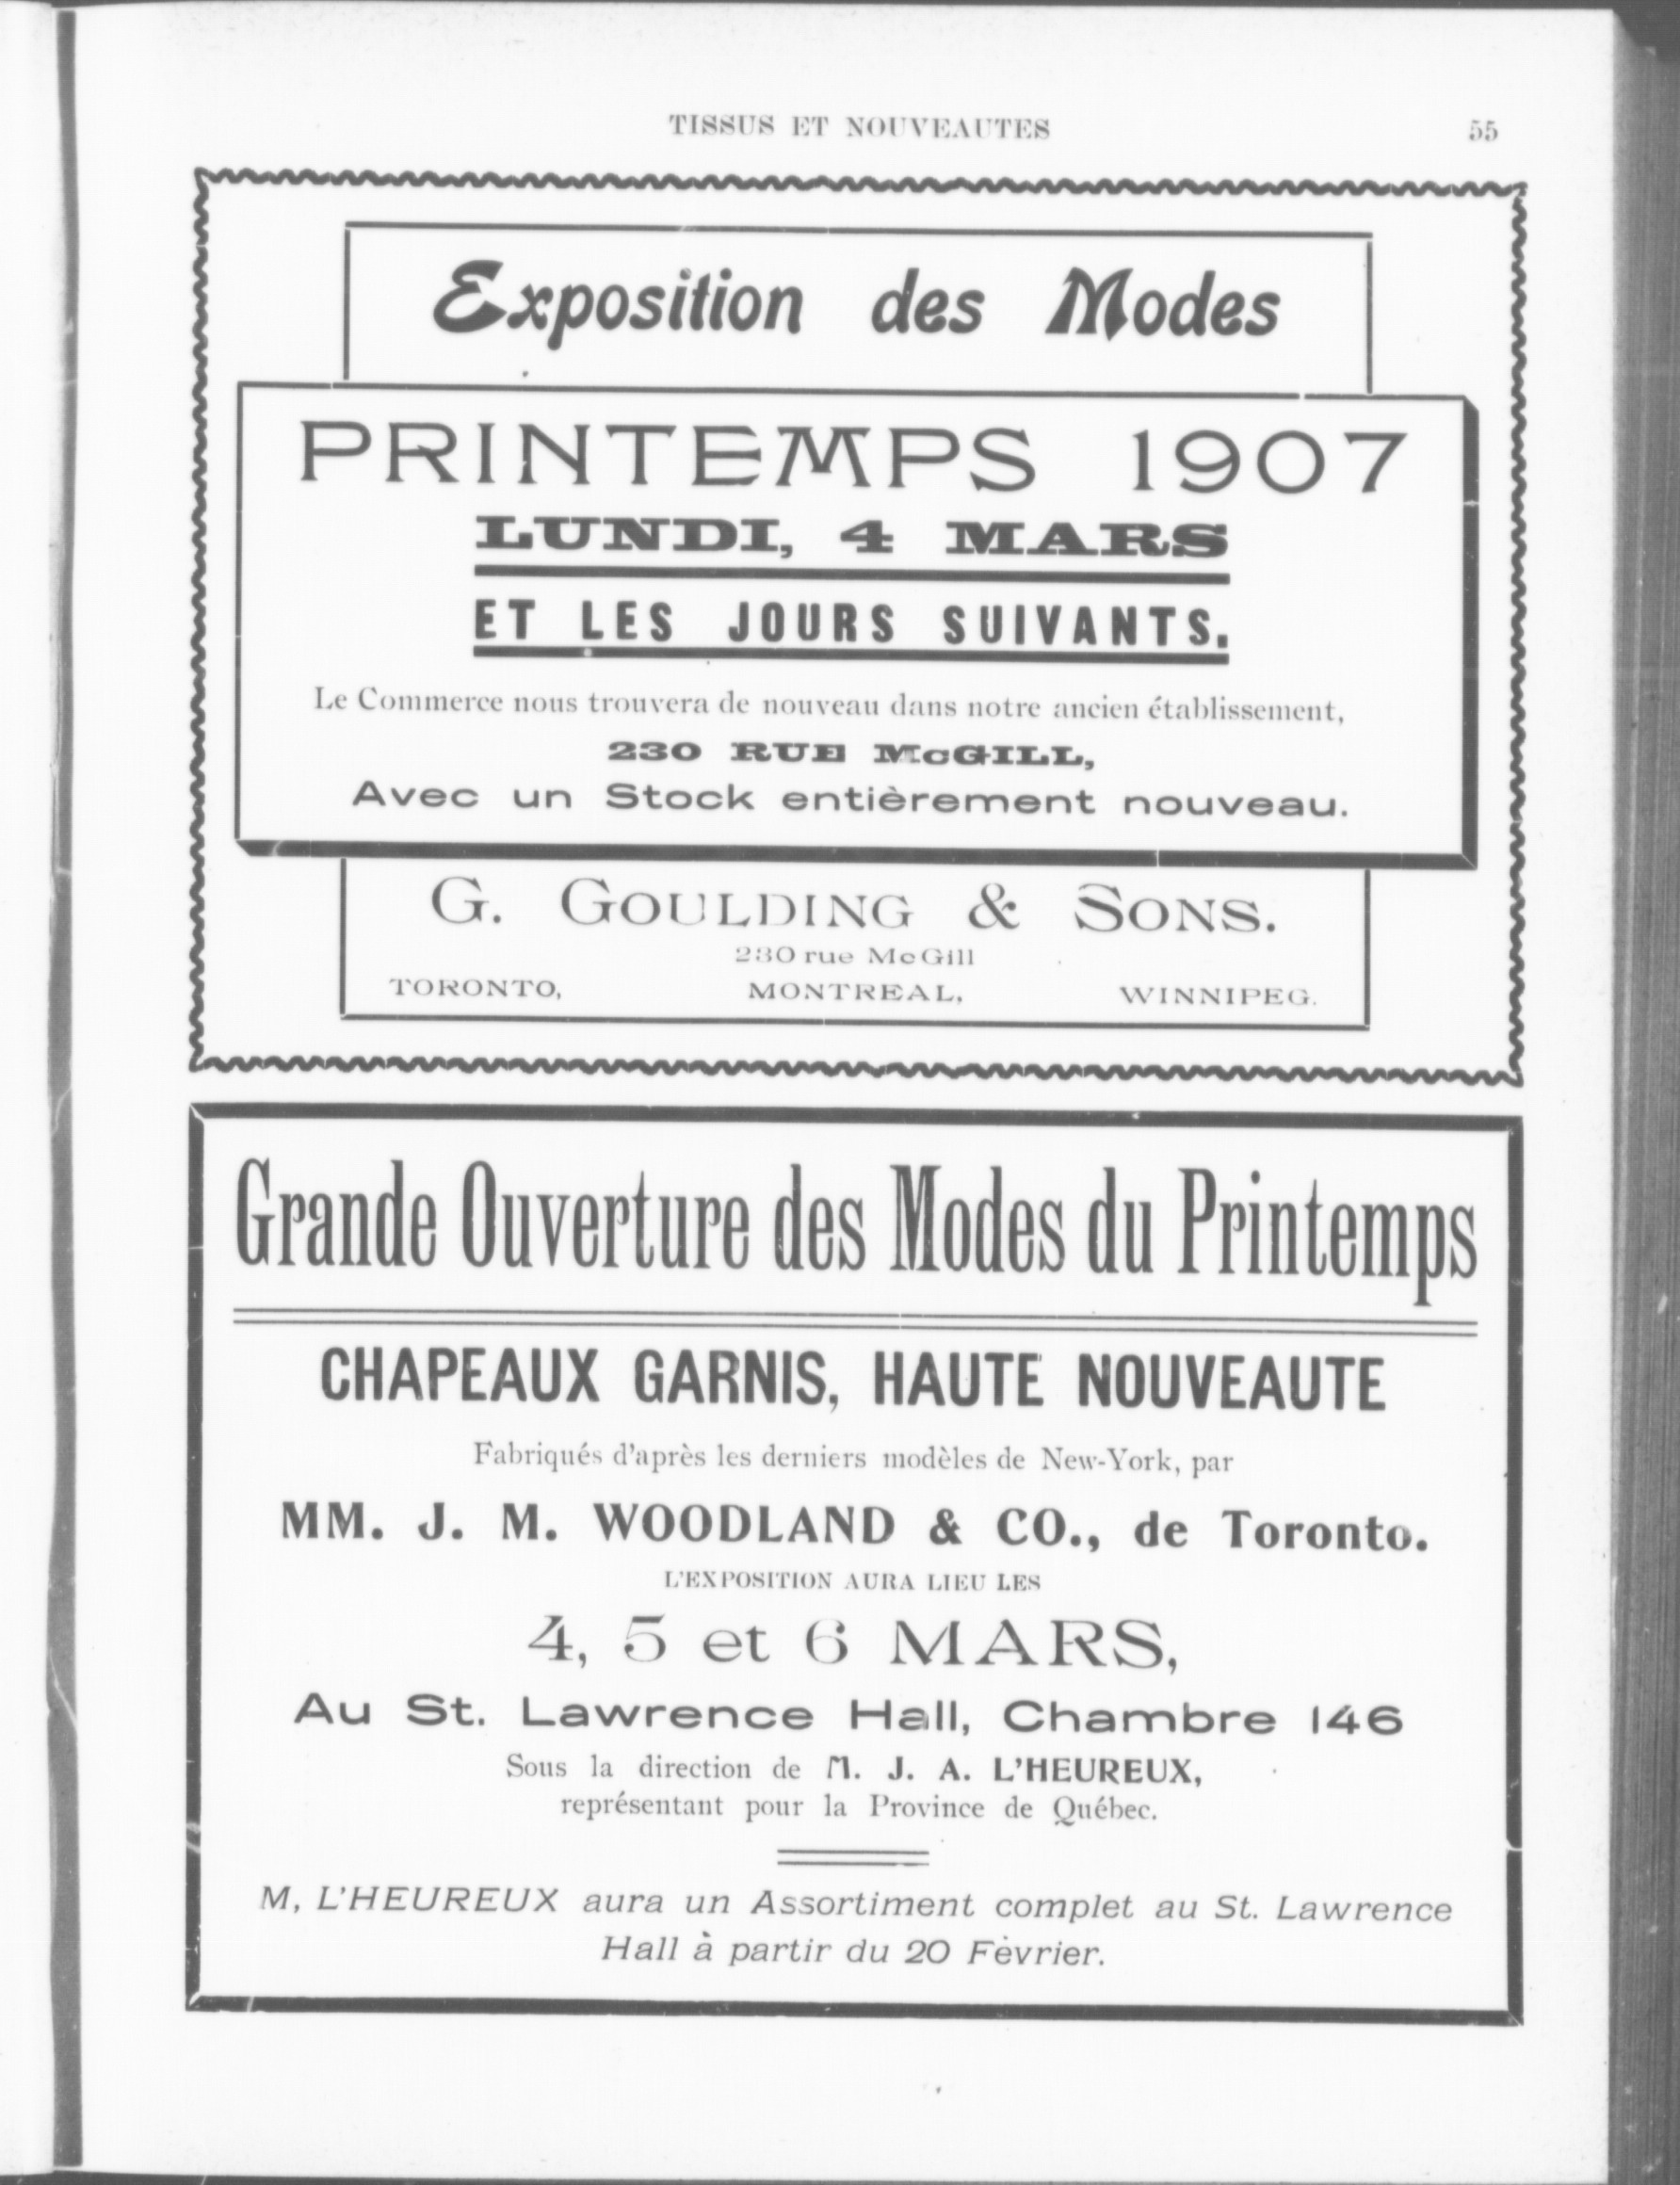 TISSUS ET NOUVEAUTES 55
Exposition des Modes
PRINTEMPS 1907
LUNDI, 4 MARS
ET LES JOURS SUIVANTS.
Le Commerce nous trouvera de nouveau dans notre ancien établissement,
230 RUE McGILL,
Avec un Stock entièrement nouveau.
G. GOULDING & SONS.
230 rue McGill
TORONTO, MONTREAL, WINNIPEG.
Grande Ouverture des Modes du Printemps
CHAPEAUX GARNIS, HAUTE NOUVEAUTE
Fabriqués d'après les derniers modèles de New-York, par
MM. J. M. WOODLAND & CO., de Toronto.
L'EXPOSITION AURA LIEU LES
4, 5 et 6 MARS,
Au St. Lawrence Hall, Chambre 146
Sous la direction de M. J. A. L'HEUREUX,
représentant pour la Province de Québec.
M, L'HEUREUX aura un Assortiment complet au St. Lawrence
Hall à partir du 20 Fèvrier.